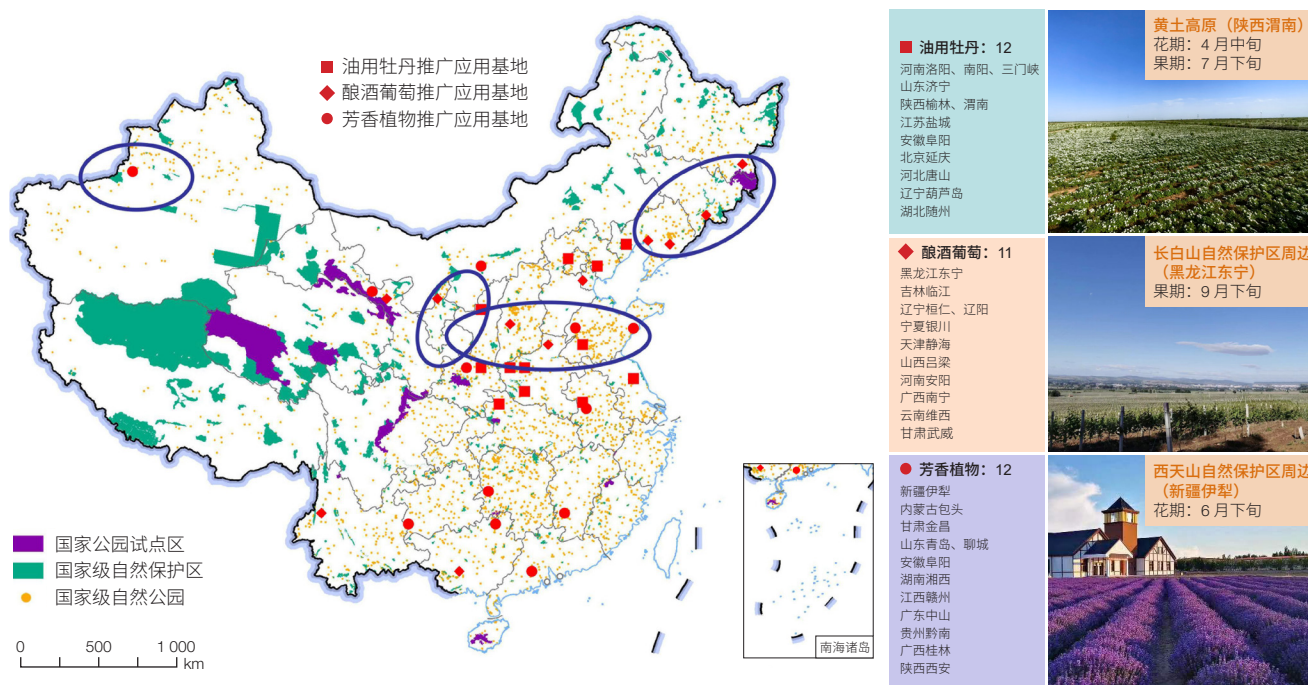 油用牡丹推广应用基地
酿酒葡萄推广应用基地
芳香植物推广应用基地
国家公园试点区
国家级自然保护区
国家级自然公园
0 500 1 000
km
南海诸岛
油用牡丹：12
河南洛阳、南阳、三门峡
山东济宁
陕西榆林、渭南
江苏盐城
安徽阜阳
北京延庆
河北唐山
辽宁葫芦岛
湖北随州
黄土高原（陕西渭南）
花期：4月中旬
果期：7月下旬
酿酒葡萄：11
黑龙江东宁
吉林临江
辽宁桓仁、辽阳
宁夏银川
天津静海
山西吕梁
河南安阳
广西南宁
云南维西
甘肃武威
长白山自然保护区周边
（黑龙江东宁）
果期：9月下旬
芳香植物：12
新疆伊犁
内蒙古包头
甘肃金昌
山东青岛、聊城
安徽阜阳
湖南湘西
江西赣州
广东中山
贵州黔南
广西桂林
陕西西安
西天山自然保护区周边
（新疆伊犁）
花期：6月下旬